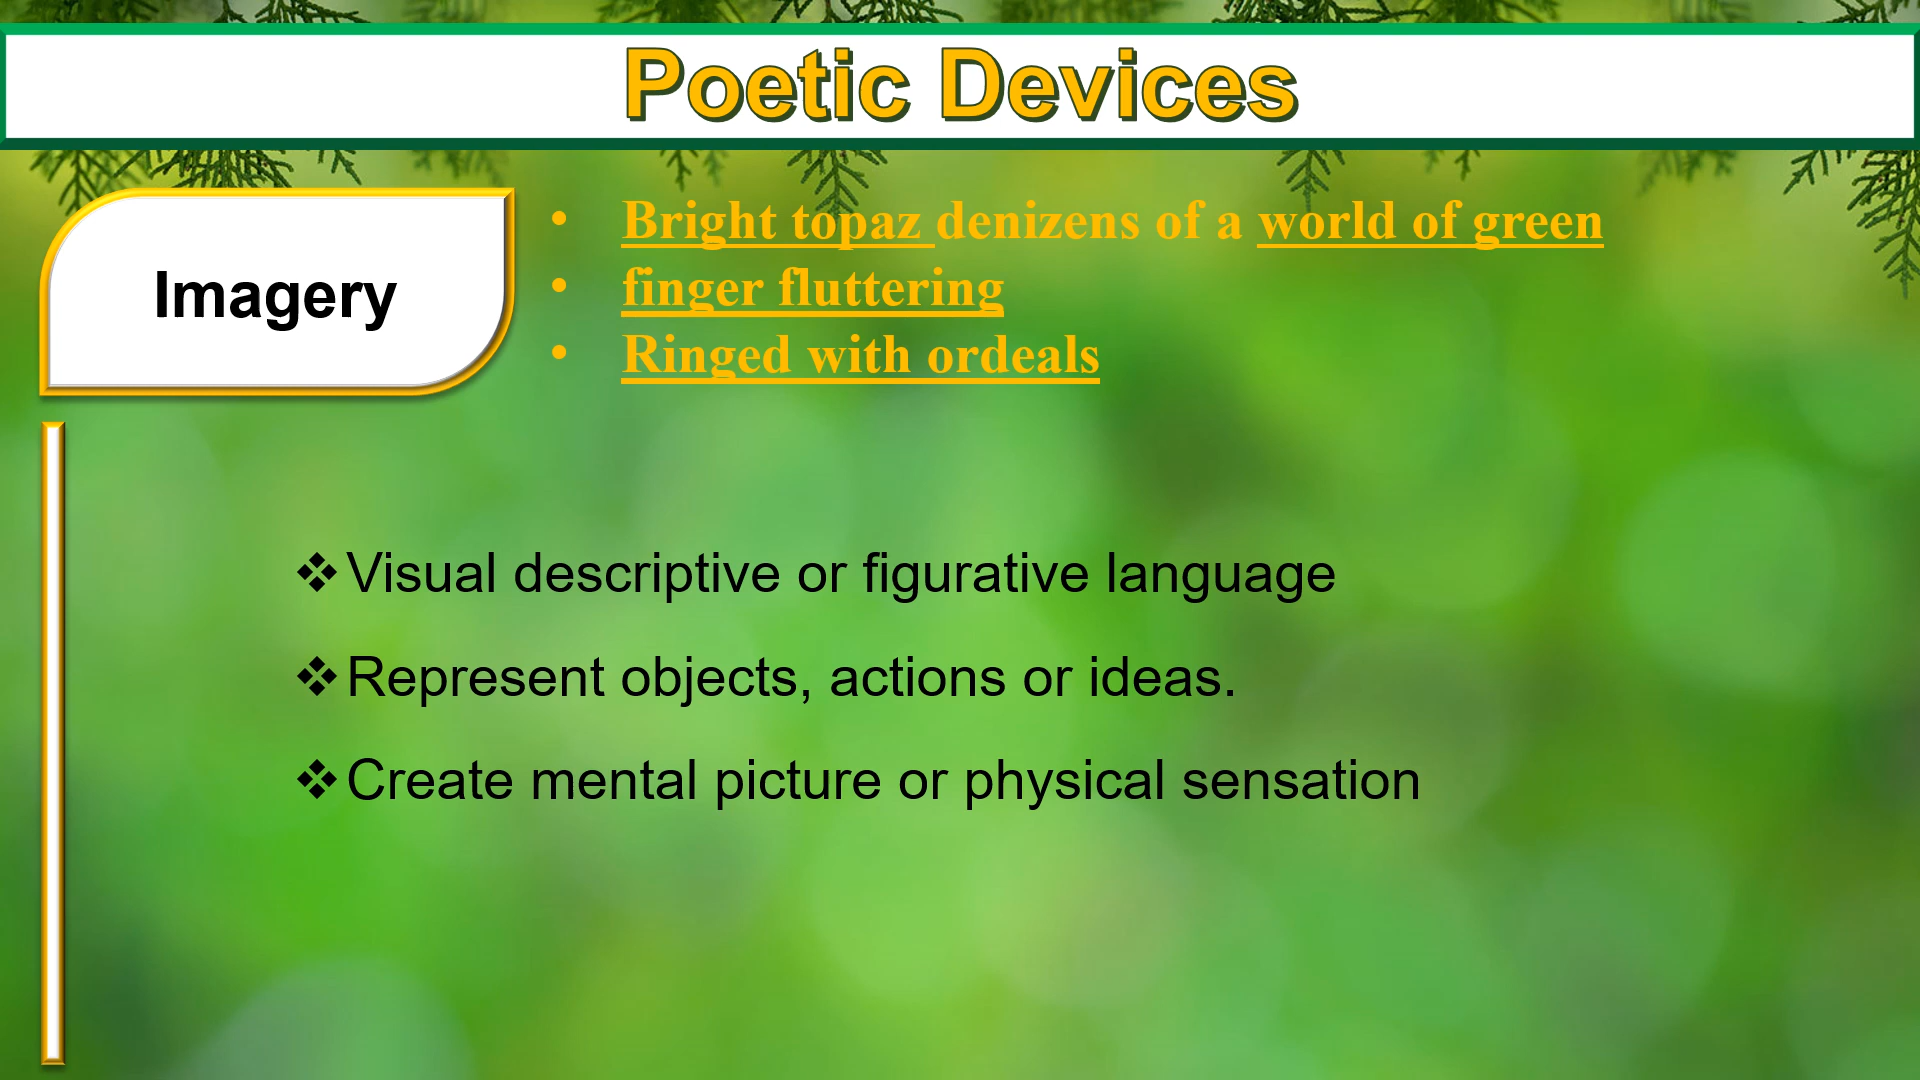 Poetic Devices
Imagery
• Bright topaz denizens of a world of green
• finger fluttering
• Ringed with ordeals
❖Visual descriptive or figurative language
❖Represent objects, actions or ideas.
❖Create mental picture or physical sensation